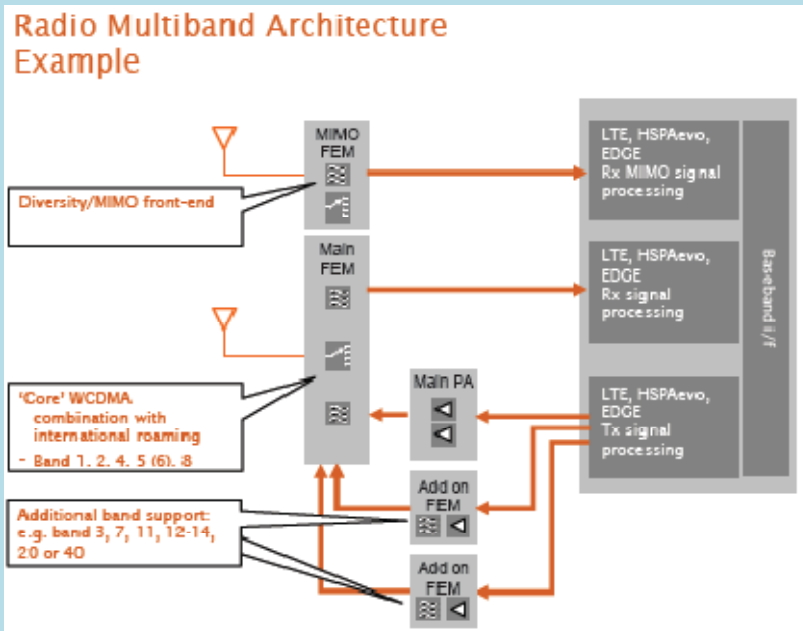 Radio Multiband Architecture
Example
MIMO
FEM
Diversity/MIMO front-end
Main
FEM
'Core' WCDMA
combination with
international roaming
- Band 1, 2, 4, 5 (6), 8
Additional band support:
e.g. band 3, 7, 11, 12-14,
20 or 40
Main PA
Add on
FEM
Add on
FEM
LTE, HSPAevo,
EDGE
Rx MIMO signal
processing
LTE, HSPAevo,
EDGE
Rx signal
processing
LTE, HSPAevo,
EDGE
Tx signal
processing
Baseband i/f